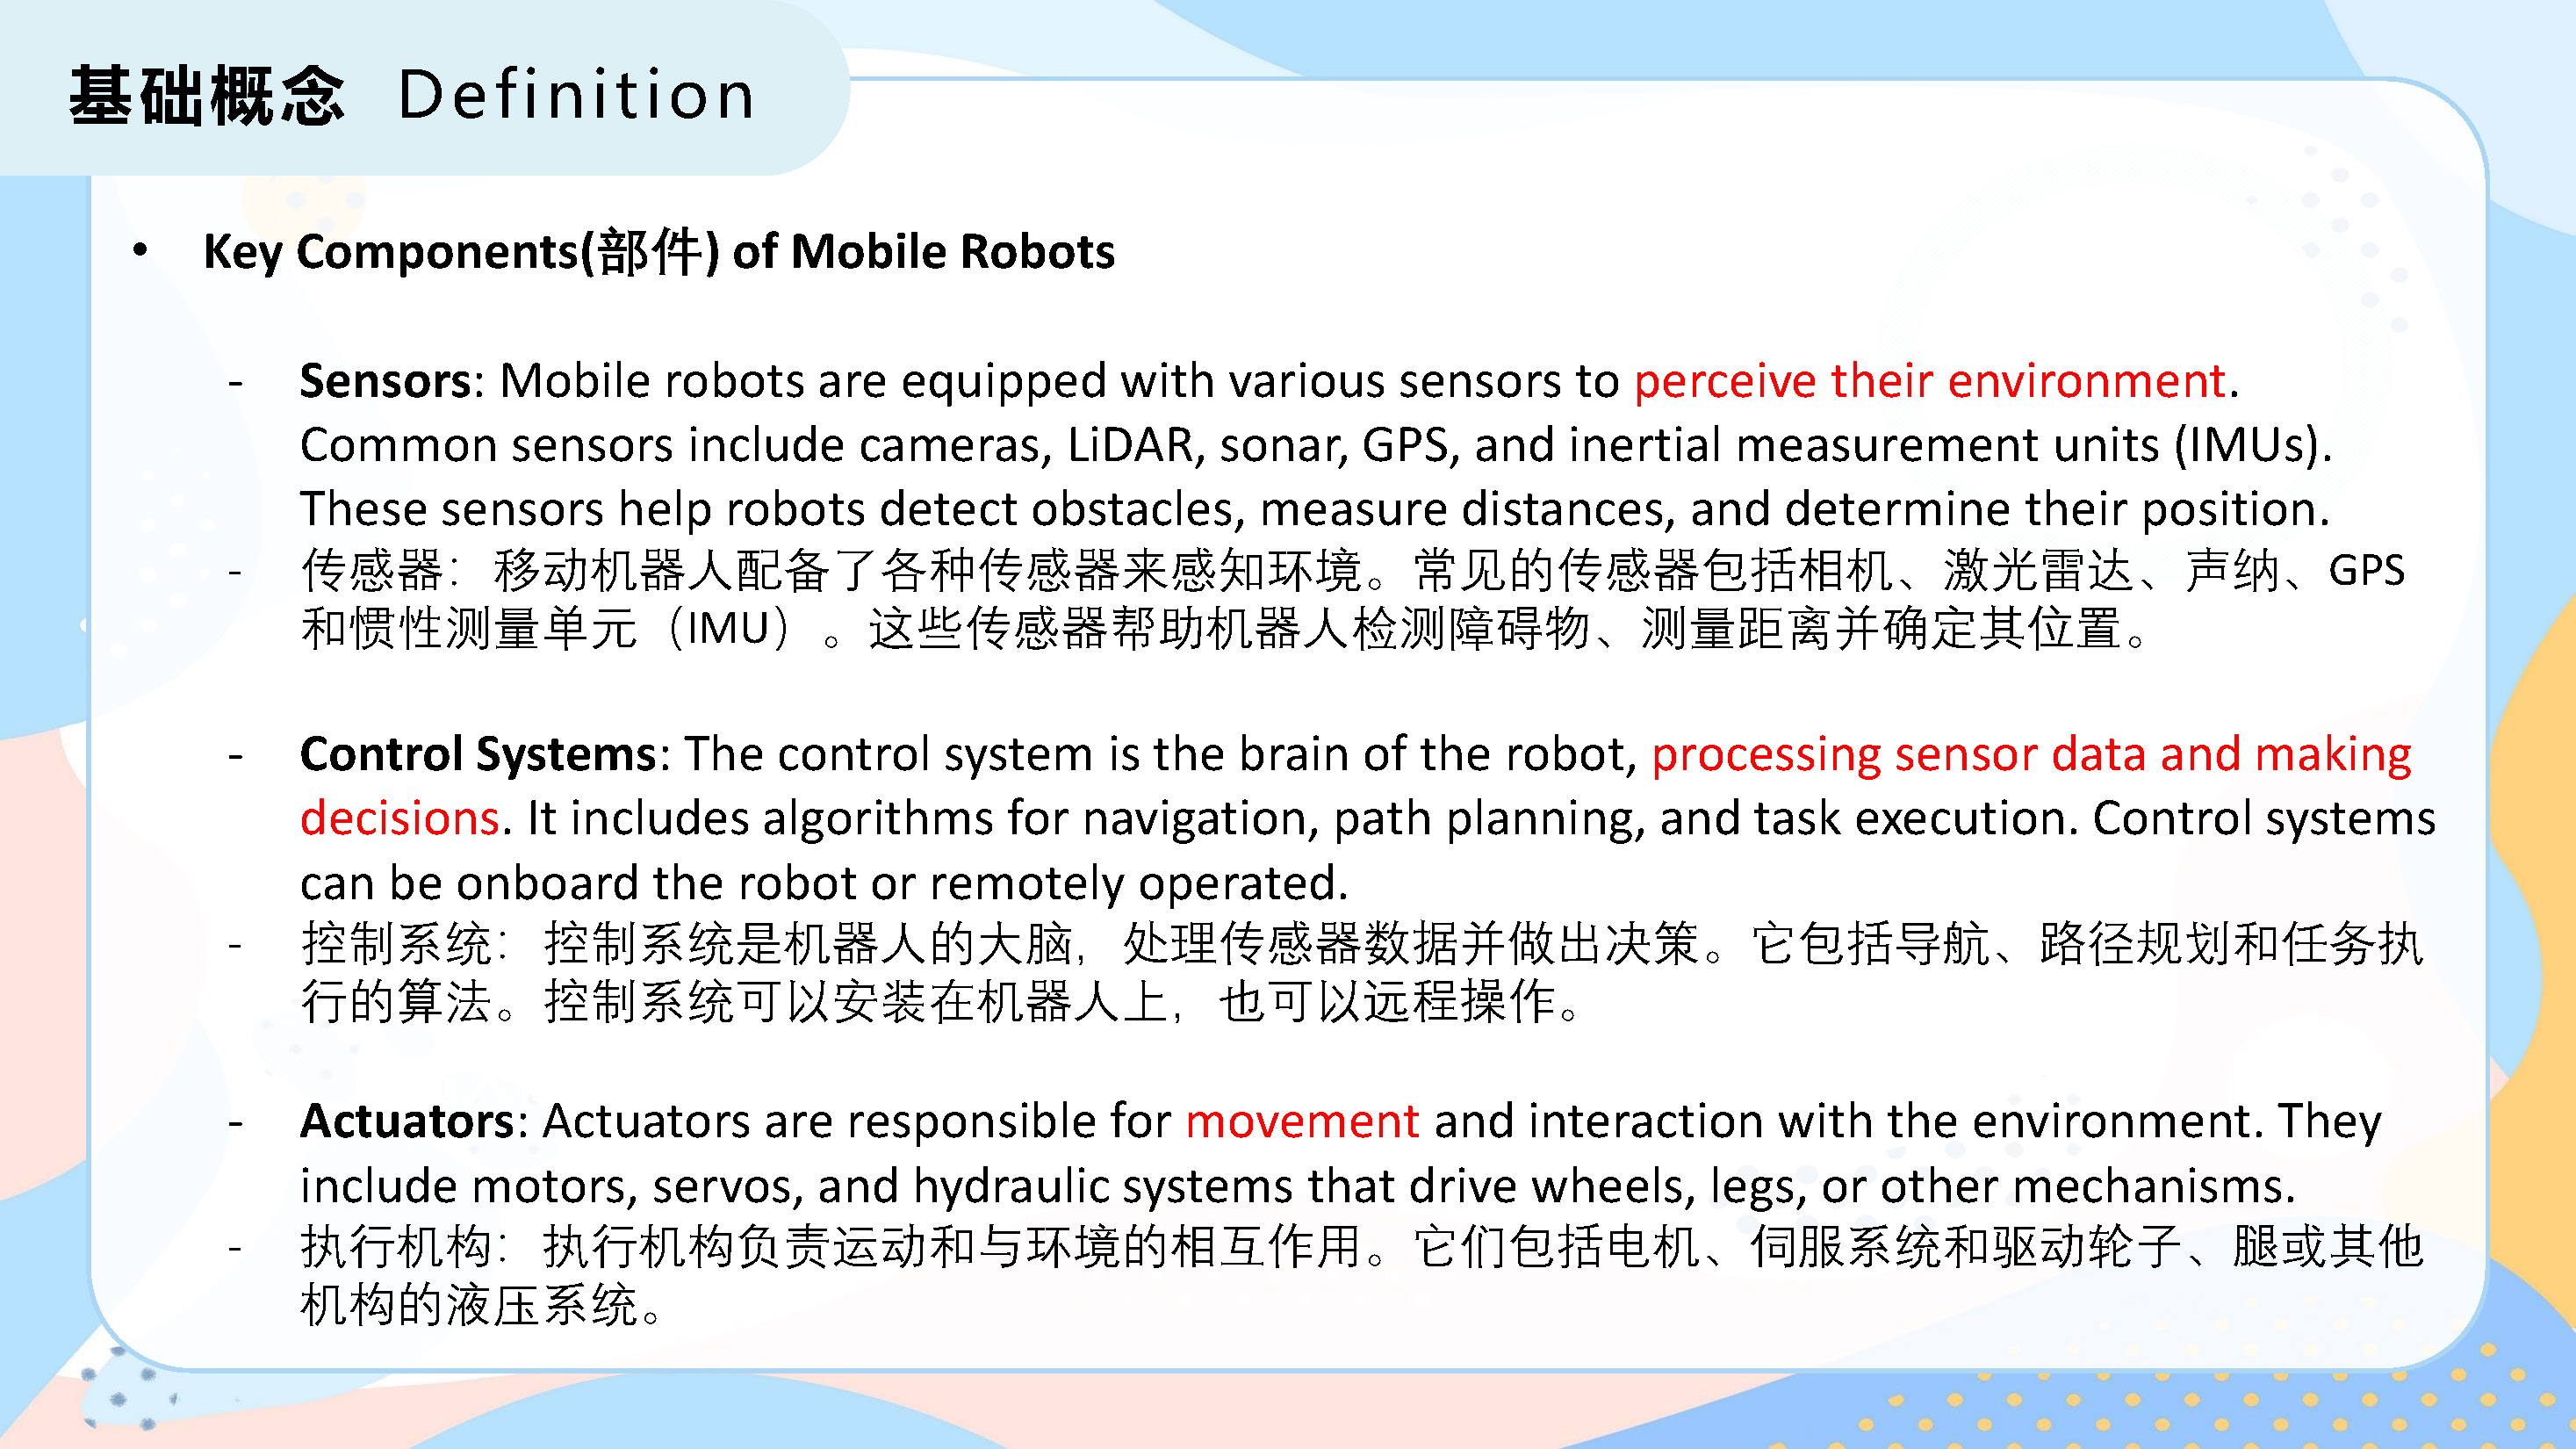 基础概念 Definition
• Key Components(部件) of Mobile Robots
- Sensors: Mobile robots are equipped with various sensors to perceive their environment.
Common sensors include cameras, LiDAR, sonar, GPS, and inertial measurement units (IMUs).
These sensors help robots detect obstacles, measure distances, and determine their position.
- 传感器：移动机器人配备了各种传感器来感知环境。常见的传感器包括相机、激光雷达、声纳、GPS
和惯性测量单元（IMU）。这些传感器帮助机器人检测障碍物、测量距离并确定其位置。
- Control Systems: The control system is the brain of the robot, processing sensor data and making
decisions. It includes algorithms for navigation, path planning, and task execution. Control systems
can be onboard the robot or remotely operated.
- 控制系统：控制系统是机器人的大脑，处理传感器数据并做出决策。它包括导航、路径规划和任务执
行的算法。控制系统可以安装在机器人上，也可以远程操作。
- Actuators: Actuators are responsible for movement and interaction with the environment. They
include motors, servos, and hydraulic systems that drive wheels, legs, or other mechanisms.
- 执行机构：执行机构负责运动和与环境的相互作用。它们包括电机、伺服系统和驱动轮子、腿或其他
机构的液压系统。